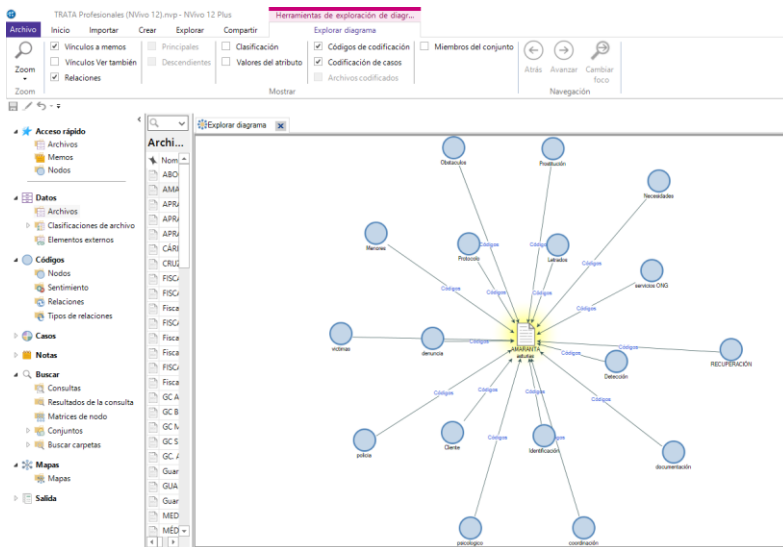 TRATA Profesionales (NVivo 12).nvp - NVivo 12 Plus
Herramientas de exploración de diagr...
Archivo Inicio Importar Crear Explorar Compartir Explorar diagrama
Zoom
Vínculos a memos
Vínculos Ver también
Relaciones
Principales
Descendientes
Clasificación
Valores del atributo
Códigos de codificación
Codificación de casos
Archivos codificados
Miembros del conjunto
Atrás Avanzar Cambiar foco
Zoom Mostrar Navegación
Acceso rápido
Archivos
Memos
Nodos
Datos
Archivos
Clasificaciones de archivo
Elementos externos
Códigos
Nodos
Sentimiento
Relaciones
Tipos de relaciones
Casos
Notas
Buscar
Consultas
Resultados de la consulta
Matrices de nodo
Conjuntos
Buscar carpetas
Mapas
Mapas
Salida
Archi...
Nom
ABO
AMA
APRA
APRA
APRA
CÁRI
CRUZ
FISCA
FISCA
Fisca
FISCA
Fisca
Fisca
FISCA
Fisca
GC A
GC B
GC M
GC S
GC. A
Guar
GUA
Guar
MED
MÉD
Explorar diagrama
Obstaculos
Prostitución
Necesidades
Menores
Protocolo
Letrados
servicios ONG
Códigos
Códigos
Códigos
Códigos
Códigos
Códigos
Códigos
victimas
denuncia
AMARANTA
asturias
Detección
RECUPERACIÓN
Códigos
Códigos
Códigos
Códigos
Códigos
Códigos
Códigos
policia
Cliente
Identificación
documentación
psicologico
coordinación